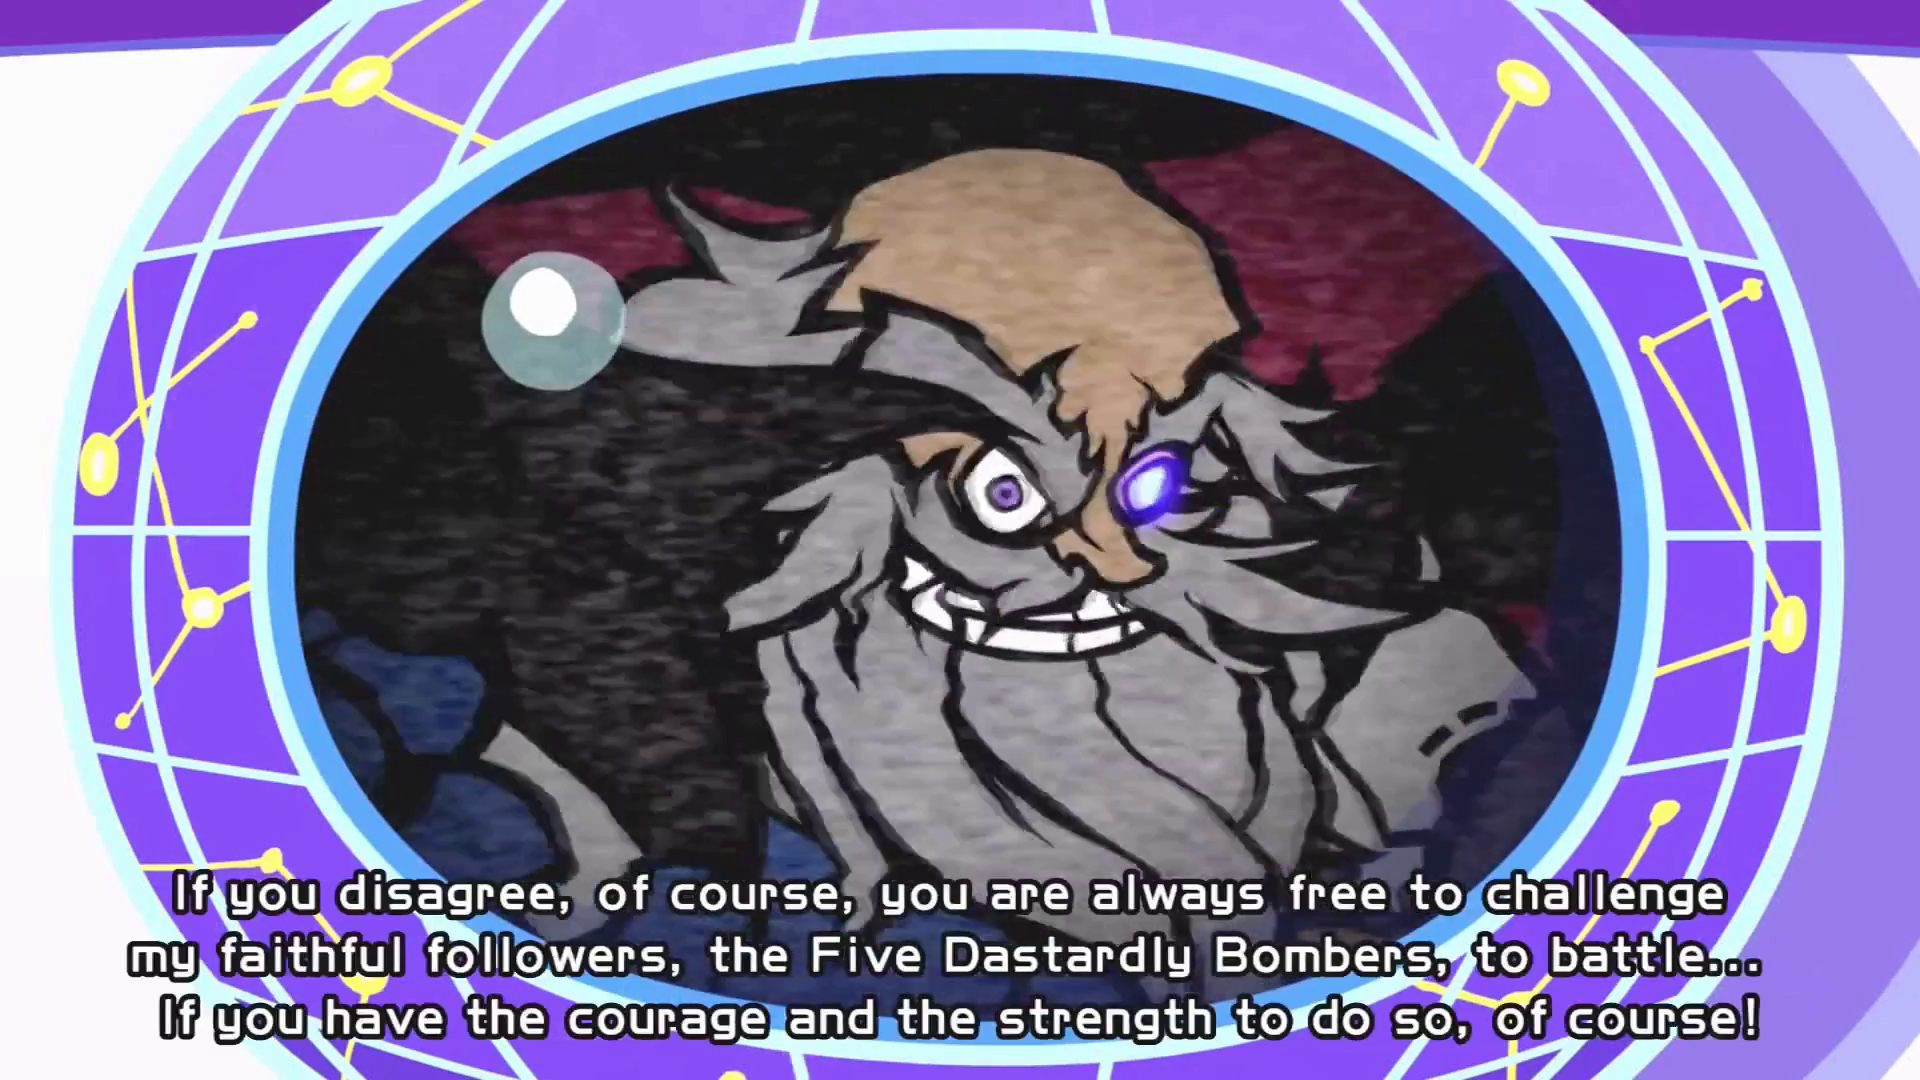 If you disagree, of course, you are always free to challenge
my faithful followers, the Five Dastardly Bombers, to battle...
If you have the courage and the strength to do so, of course!